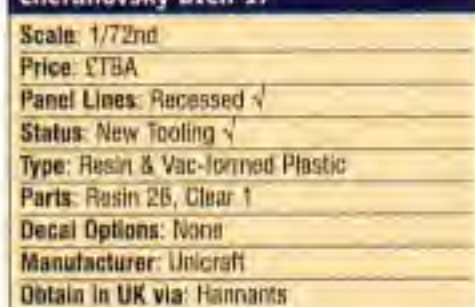 Scale: 1/72nd
Price: £TBA
Panel Lines: Recessed √
Status: New Tooling √
Type: Resin & Vac-formed Plastic
Parts: Resin 26, Clear 1
Decal Options: None
Manufacturer: Unicraft
Obtain in UK via: Hannants